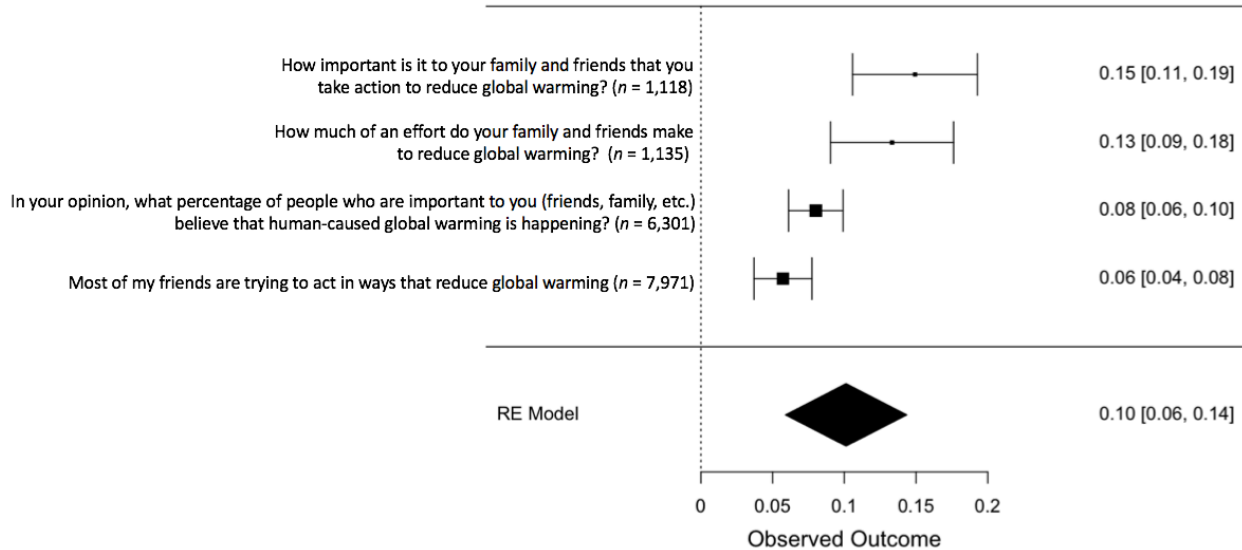 How important is it to your family and friends that you
take action to reduce global warming? (n = 1,118)
0.15 [0.11, 0.19]
How much of an effort do your family and friends make
to reduce global warming? (n = 1,135)
0.13 [0.09, 0.18]
In your opinion, what percentage of people who are important to you (friends, family, etc.)
believe that human-caused global warming is happening? (n = 6,301)
0.08 [0.06, 0.10]
Most of my friends are trying to act in ways that reduce global warming (n = 7,971)
0.06 [0.04, 0.08]
RE Model
0.10 [0.06, 0.14]
0 0.05 0.1 0.15 0.2
Observed Outcome